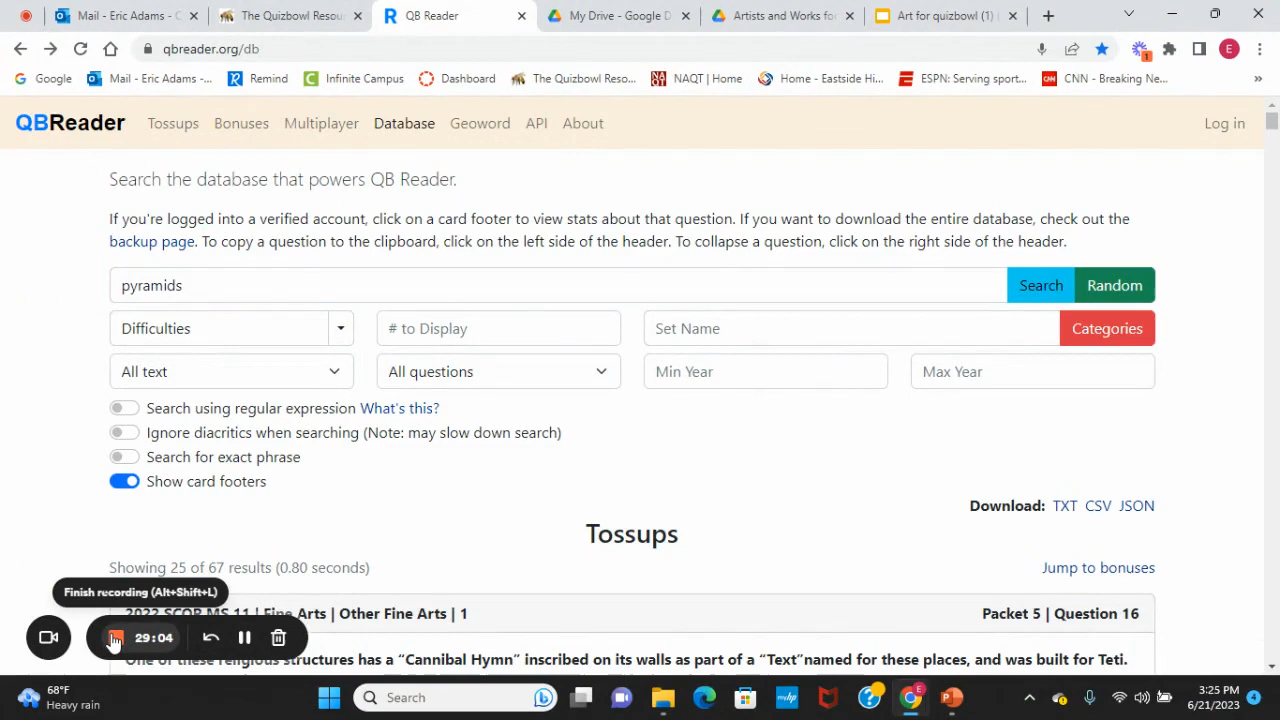 Mail - Eric Adams - C
The Quizbowl Resou
QB Reader
My Drive - Google D
Artists and Works fo
Art for quizbowl (1)
qbreader.org/db
E
Google
Mail - Eric Adams -...
Remind
Infinite Campus
Dashboard
The Quizbowl Reso...
NAQT | Home
Home - Eastside Hi...
ESPN: Serving sport...
CNN - Breaking Ne...
QBReader
Tossups
Bonuses
Multiplayer
Database
Geoword
API
About
Log in
Search the database that powers QB Reader.
If you're logged into a verified account, click on a card footer to view stats about that question. If you want to download the entire database, check out the
backup page. To copy a question to the clipboard, click on the left side of the header. To collapse a question, click on the right side of the header.
pyramids
Search
Random
Difficulties
# to Display
Set Name
Categories
All text
All questions
Min Year
Max Year
Search using regular expression What's this?
Ignore diacritics when searching (Note: may slow down search)
Search for exact phrase
Show card footers
Download: TXT CSV JSON
Tossups
Showing 25 of 67 results (0.80 seconds)
Jump to bonuses
Finish recording (Alt+Shift+L)
2022 SCOP MS 11 | Fine Arts | Other Fine Arts | 1
Packet 5 | Question 16
29:04
One of these religious structures has a “Cannibal Hymn” inscribed on its walls as part of a “Text”named for these places, and was built for Teti.
68°F
Heavy rain
Search
3:25 PM
6/21/2023
4